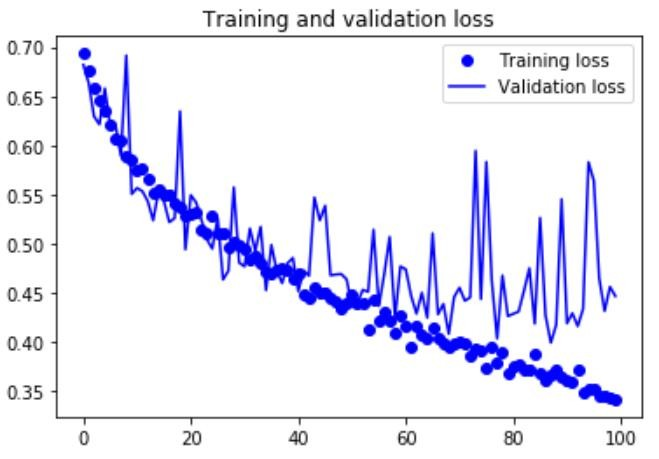 Training and validation loss
0.70
0.65
0.60
0.55
0.50
0.45
0.40
0.35
Training loss
Validation loss
0 20 40 60 80 100